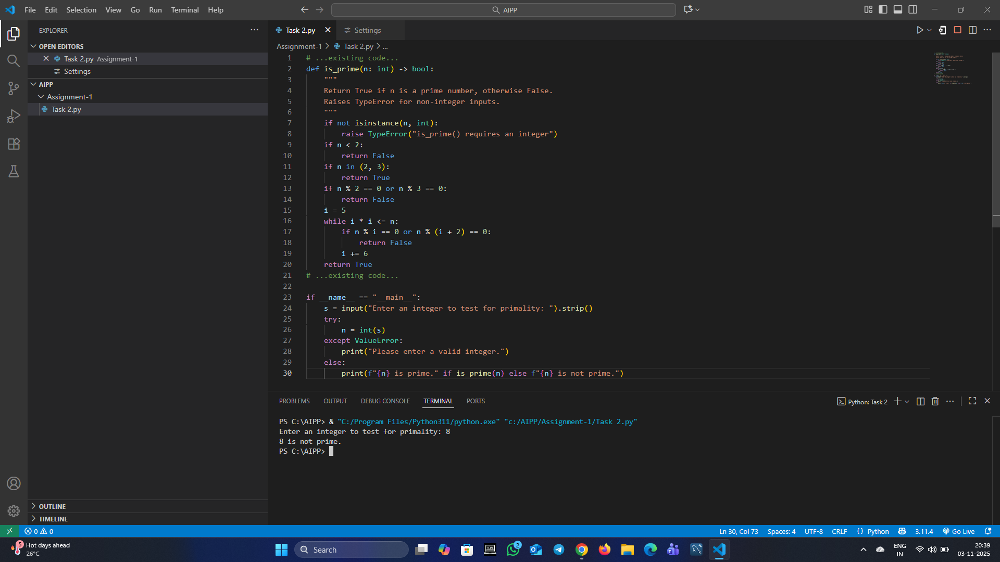 File Edit Selection View Go Run Terminal Help
AIPP
EXPLORER
OPEN EDITORS
Task 2.py Assignment-1
Settings
AIPP
Assignment-1
Task 2.py
OUTLINE
TIMELINE
Task 2.py
Settings
Assignment-1 > Task 2.py > ...
1 # ...existing code...
2 def is_prime(n: int) -> bool:
3 """
4 Return True if n is a prime number, otherwise False.
5 Raises TypeError for non-integer inputs.
6 """
7 if not isinstance(n, int):
8 raise TypeError("is_prime() requires an integer")
9 if n < 2:
10 return False
11 if n in (2, 3):
12 return True
13 if n % 2 == 0 or n % 3 == 0:
14 return False
15 i = 5
16 while i * i <= n:
17 if n % i == 0 or n % (i + 2) == 0:
18 return False
19 i += 6
20 return True
21 # ...existing code...
22
23 if __name__ == "__main__":
24 s = input("Enter an integer to test for primality: ").strip()
25 try:
26 n = int(s)
27 except ValueError:
28 print("Please enter a valid integer.")
29 else:
30 print(f"{n} is prime." if is_prime(n) else f"{n} is not prime.")
PROBLEMS OUTPUT DEBUG CONSOLE TERMINAL PORTS
Python: Task 2
PS C:\AIPP> & "C:/Program Files/Python311/python.exe" "c:/AIPP/Assignment-1/Task 2.py"
Enter an integer to test for primality: 8
8 is not prime.
PS C:\AIPP>
0 0
Ln 30, Col 73 Spaces: 4 UTF-8 CRLF {} Python 3.11.4 Go Live
5
Hot days ahead
26°C
Search
2
ENG
IN
20:39
03-11-2025